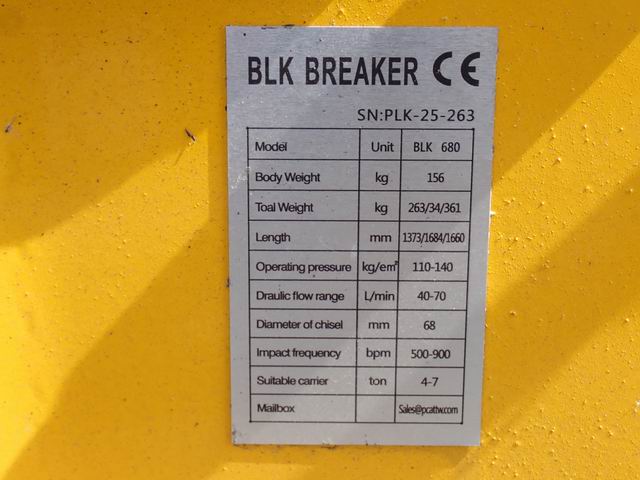 BLK BREAKER CE
SN:PLK-25-263
Model Unit BLK 680
Body Weight kg 156
Toal Weight kg 263/34/361
Length mm 1373/1684/1660
Operating pressure kg/em² 110-140
Draulic flow range L/min 40-70
Diameter of chisel mm 68
Impact frequency bpm 500-900
Suitable carrier ton 4-7
Mailbox Sales@pcattw.com